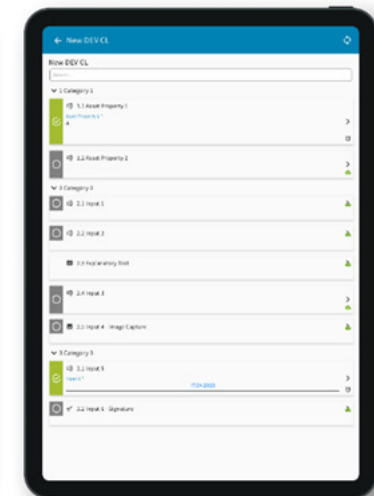 New DEV CL
New DEV CL
Search...
1 Category 1
1.1 Asset Property 1
Asset Property 1 *
1.2 Asset Property 2
2 Category 2
2.1 Input 1
2.2 Input 2
2.3 Explanatory Text
2.4 Input 3
2.5 Input 4 - Image Capture
3 Category 3
3.1 Input 5
Input 5 *
3.2 Input 6 - Signature